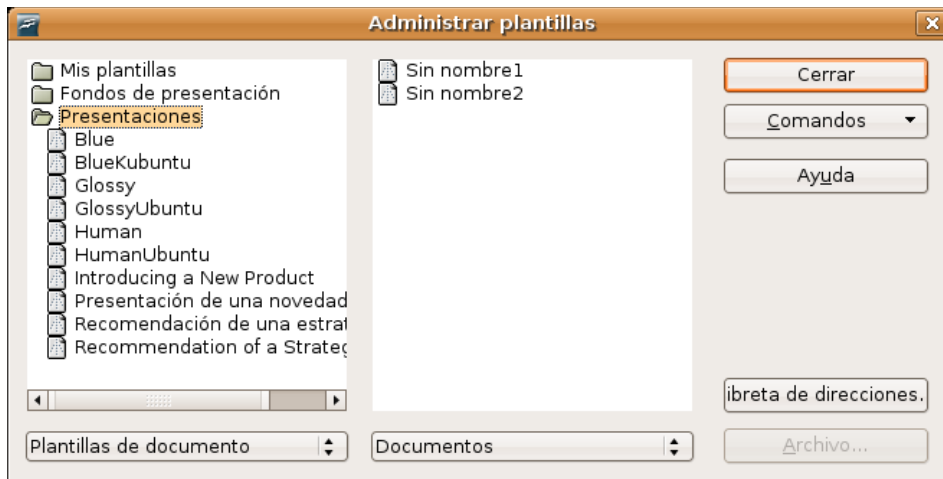 Administrar plantillas
Mis plantillas
Fondos de presentación
Presentaciones
Blue
BlueKubuntu
Glossy
GlossyUbuntu
Human
HumanUbuntu
Introducing a New Product
Presentación de una novedad
Recomendación de una estrat
Recommendation of a Strateg
Plantillas de documento
Sin nombre1
Sin nombre2
Documentos
Cerrar
Comandos
Ayuda
ibreta de direcciones.
Archivo...